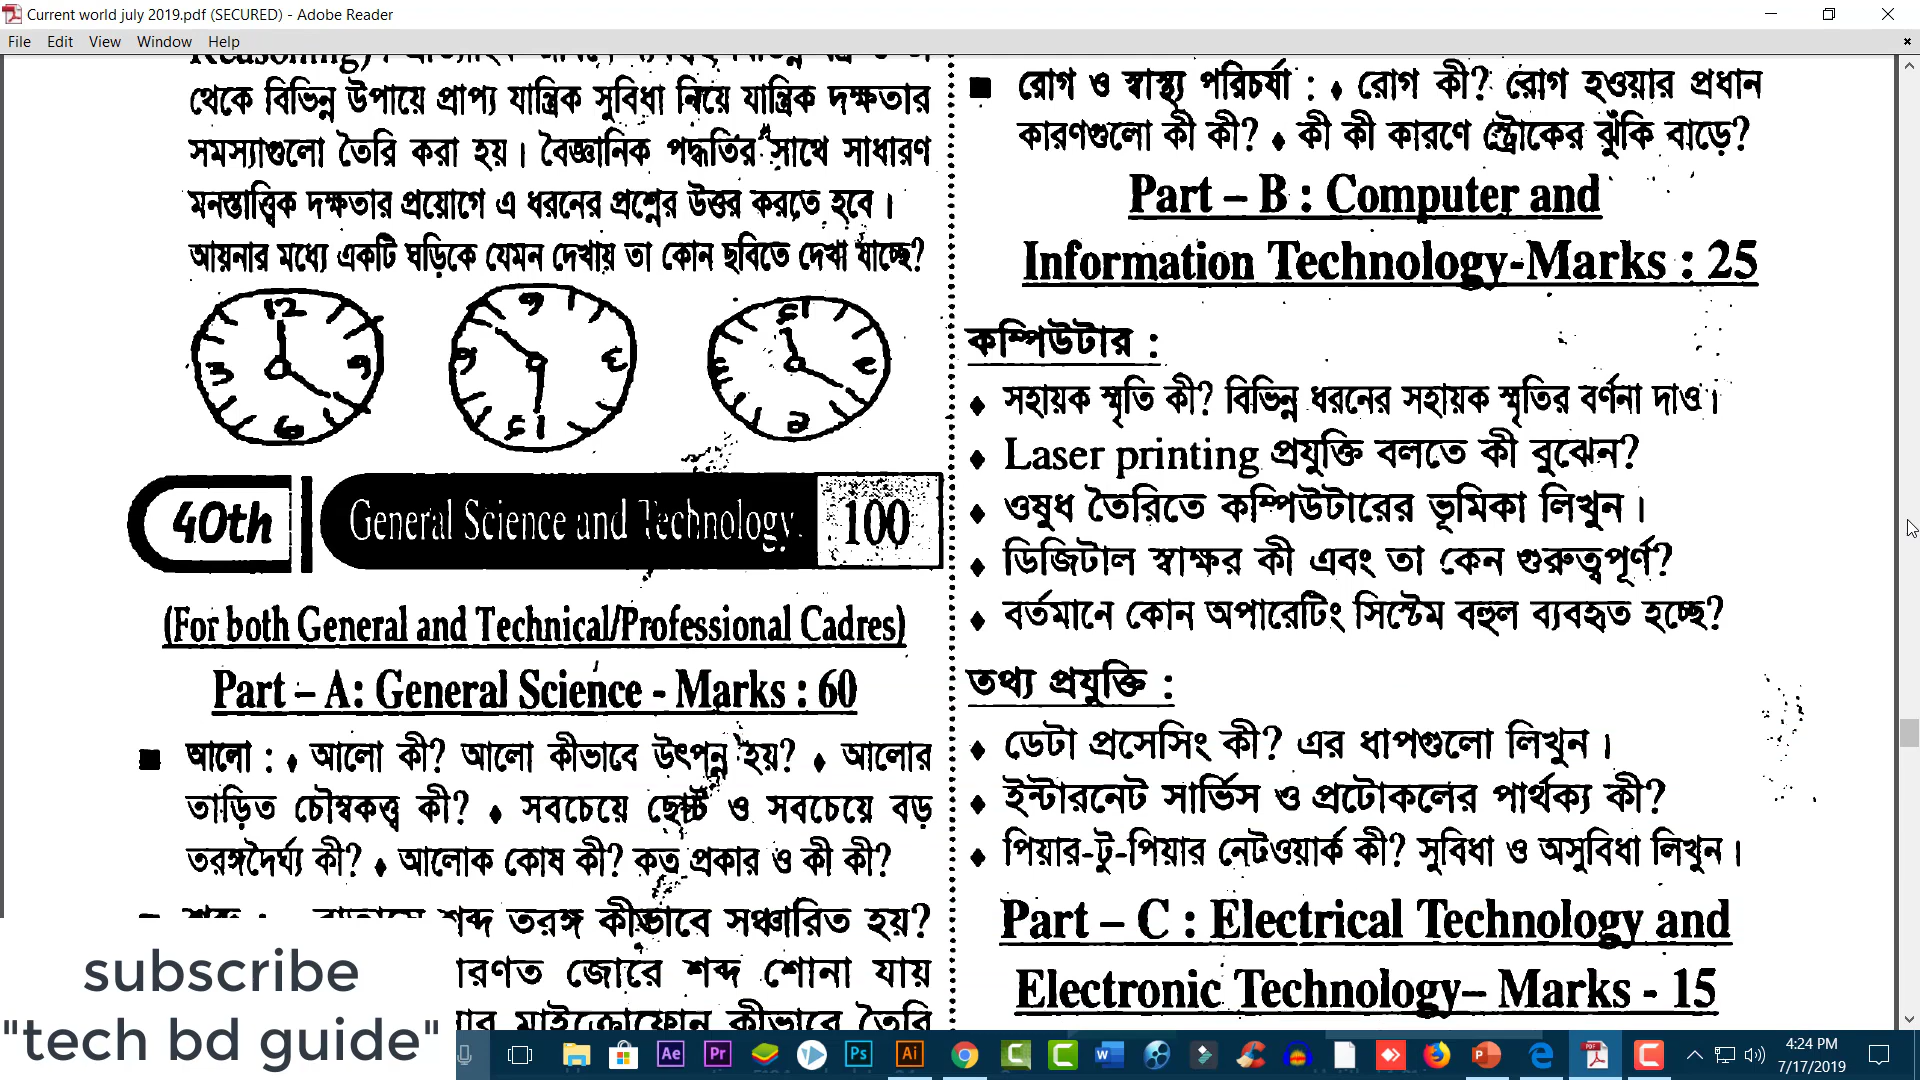 Current world july 2019.pdf (SECURED) - Adobe Reader
File Edit View Window Help
থেকে বিভিন্ন উপায়ে প্রাপ্য যান্ত্রিক সুবিধা নিয়ে যান্ত্রিক দক্ষতার
সমস্যাগুলো তৈরি করা হয়। বৈজ্ঞানিক পদ্ধতির সাথে সাধারণ
মনস্তাত্ত্বিক দক্ষতার প্রয়োগে এ ধরনের প্রশ্নের উত্তর করতে হবে।
আয়নার মধ্যে একটি ঘড়িকে যেমন দেখায় তা কোন ছবিতে দেখা যাচ্ছে?
40th General Science and Technology 100
(For both General and Technical/Professional Cadres)
Part – A: General Science - Marks : 60
■ আলো : ♦ আলো কী? আলো কীভাবে উৎপন্ন হয়? ♦ আলোর
তাড়িত চৌম্বকত্ত্ব কী? ♦ সবচেয়ে ছোট ও সবচেয়ে বড়
তরঙ্গদৈর্ঘ্য কী? ♦ আলোক কোষ কী? কত প্রকার ও কী কী?
শব্দ তরঙ্গ কীভাবে সঞ্চারিত হয়?
জোরে শব্দ শোনা যায়
মাইক্রোফোন কীভাবে তৈরি
■ রোগ ও স্বাস্থ্য পরিচর্যা : ♦ রোগ কী? রোগ হওয়ার প্রধান
কারণগুলো কী কী? ♦ কী কী কারণে স্ট্রোকের ঝুঁকি বাড়ে?
Part – B : Computer and
Information Technology-Marks : 25
কম্পিউটার :
♦ সহায়ক স্মৃতি কী? বিভিন্ন ধরনের সহায়ক স্মৃতির বর্ণনা দাও।
♦ Laser printing প্রযুক্তি বলতে কী বুঝেন?
♦ ওষুধ তৈরিতে কম্পিউটারের ভূমিকা লিখুন।
♦ ডিজিটাল স্বাক্ষর কী এবং তা কেন গুরুত্বপূর্ণ?
♦ বর্তমানে কোন অপারেটিং সিস্টেম বহুল ব্যবহৃত হচ্ছে?
তথ্য প্রযুক্তি :
♦ ডেটা প্রসেসিং কী? এর ধাপগুলো লিখুন।
♦ ইন্টারনেট সার্ভিস ও প্রটোকলের পার্থক্য কী?
♦ পিয়ার-টু-পিয়ার নেটওয়ার্ক কী? সুবিধা ও অসুবিধা লিখুন।
Part – C : Electrical Technology and
Electronic Technology– Marks - 15
subscribe
"tech bd guide"
4:24 PM
7/17/2019